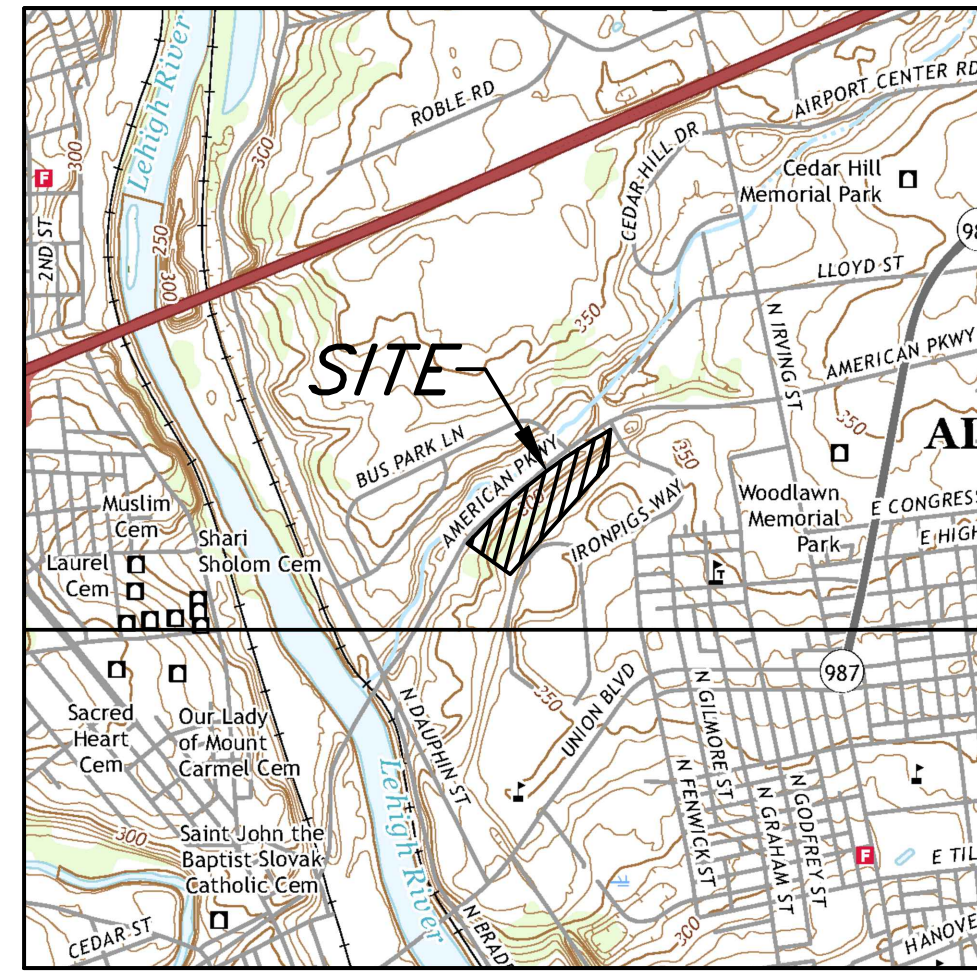 Lehigh River
ROBLE RD
AIRPORT CENTER RD
300
300
F
CEDAR HILL DR
Cedar Hill
Memorial Park
2ND ST
250
300
LLOYD ST
350
N IRVING ST
AMERICAN PKWY
SITE
350
BUS PARK LN
AMERICAN PKWY
300
350
IRONPIGS WAY
Woodlawn
Memorial
Park
E CONGRESS
Muslim
Cem
Shari
Sholom Cem
Laurel
Cem
T
987
350
UNION BLVD
N DAUPHIN ST
N GILMORE ST
Sacred
Heart
Cem
Our Lady
of Mount
Carmel Cem
Lehigh River
N FENWICK ST
N GRAHAM ST
N GODFREY ST
300
Saint John the
Baptist Slovak
Catholic Cem
F
E TIL
CEDAR ST
300
HANOVE